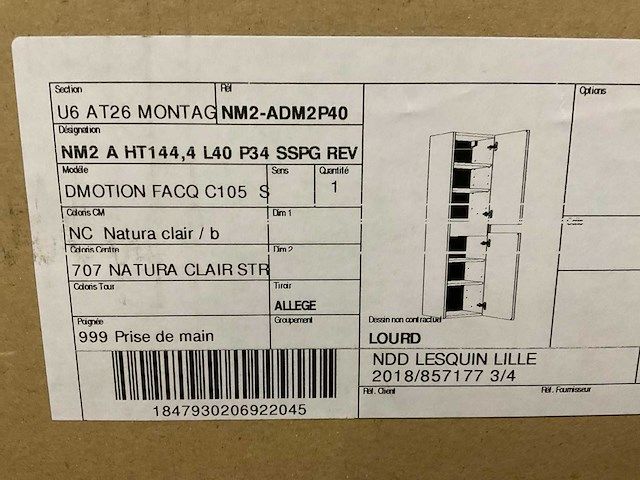 Section
Réf
Options
U6 AT26 MONTAG
NM2-ADM2P40
Désignation
NM2 A HT144,4 L40 P34 SSPG REV
Modèle
Sens
Quantité
DMOTION FACQ C105 S
1
Coloris CM
Dim 1
NC Natura clair / b
Coloris Centre
Dim 2
707 NATURA CLAIR STR
Coloris Tour
Tiroir
ALLEGE
Poignée
Groupement
Dessin non contractuel
999 Prise de main
LOURD
NDD LESQUIN LILLE
2018/857177 3/4
Réf. Client
Réf. Fournisseur
1847930206922045